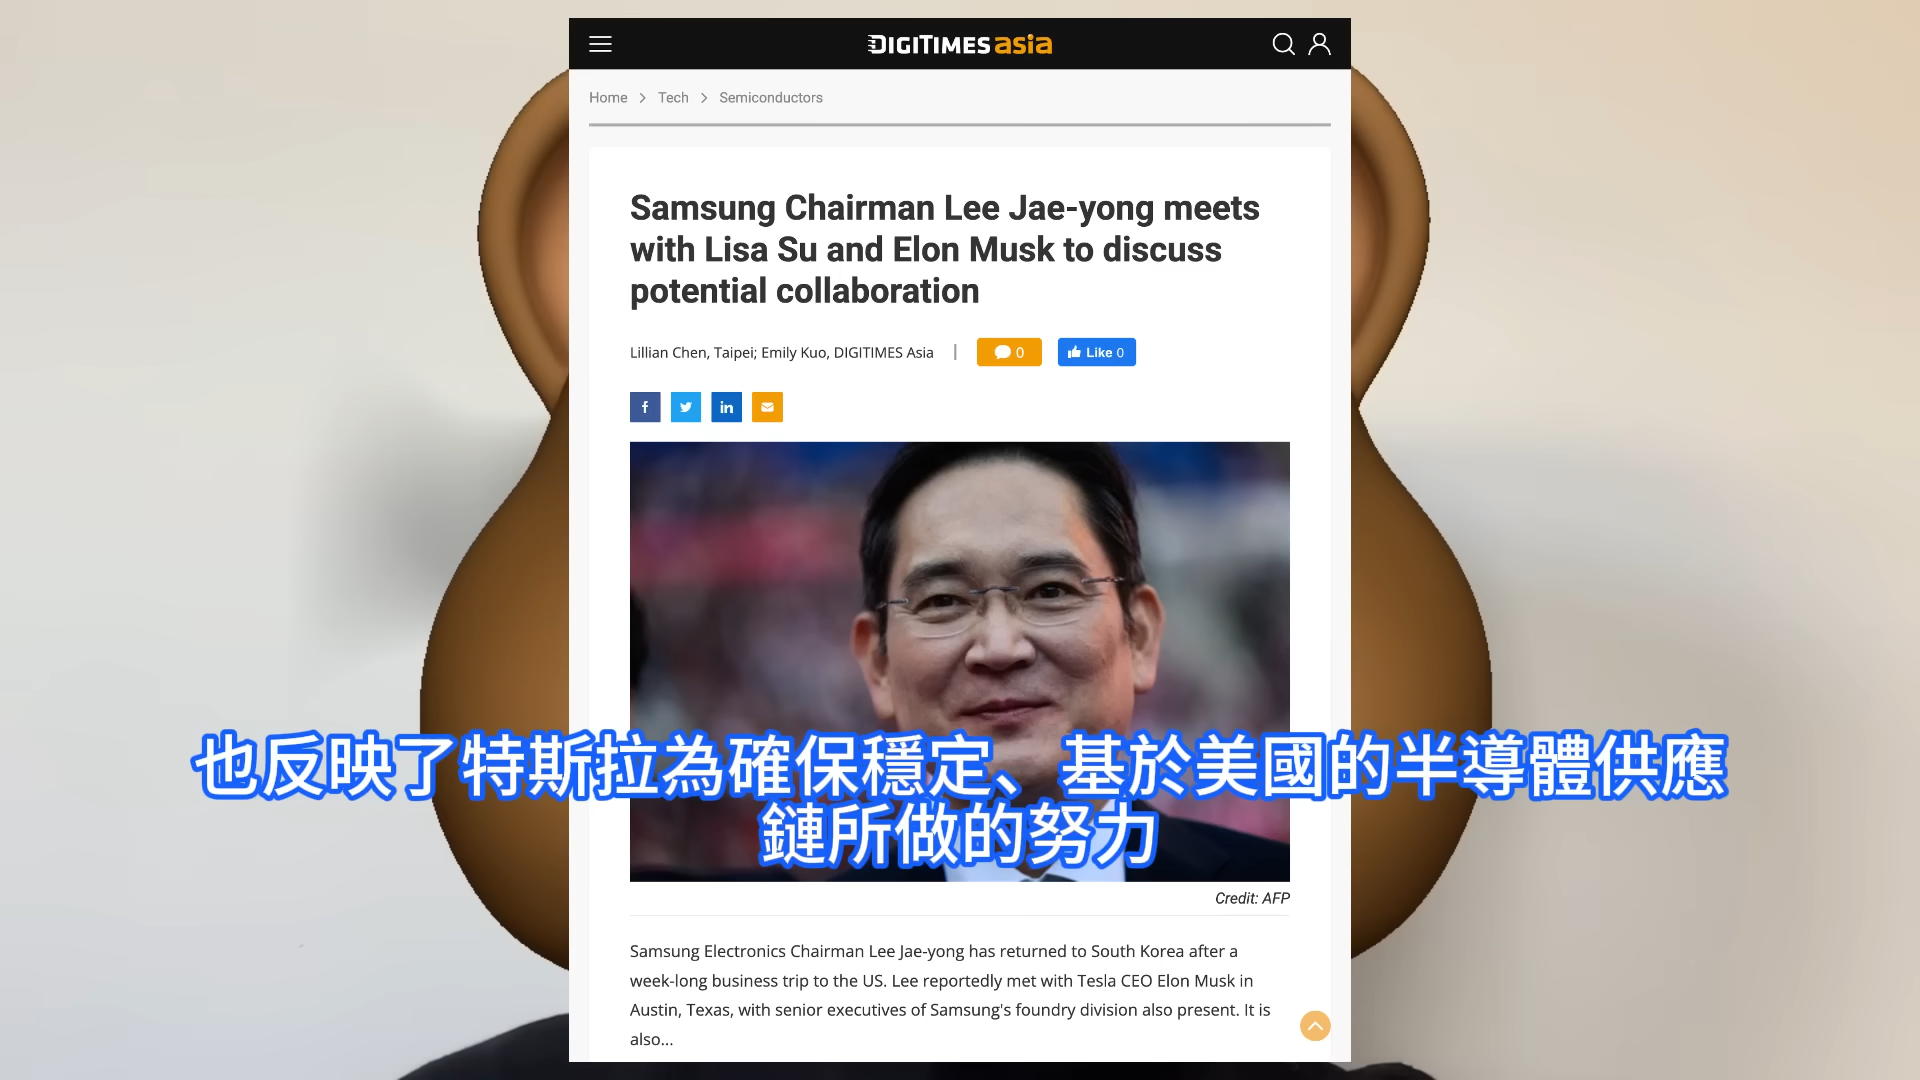 DIGITIMES asia
Home > Tech > Semiconductors
Samsung Chairman Lee Jae-yong meets
with Lisa Su and Elon Musk to discuss
potential collaboration
Lillian Chen, Taipei; Emily Kuo, DIGITIMES Asia | 0 Like 0
f in
也反映了特斯拉為確保穩定、基於美國的半導體供應
鏈所做的努力
Credit: AFP
Samsung Electronics Chairman Lee Jae-yong has returned to South Korea after a
week-long business trip to the US. Lee reportedly met with Tesla CEO Elon Musk in
Austin, Texas, with senior executives of Samsung's foundry division also present. It is
also...